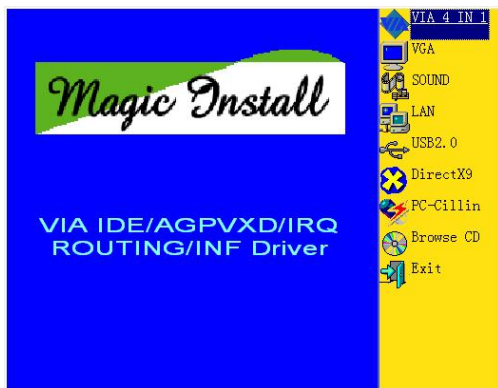 Magic Install
VIA IDE/AGPVXD/IRQ
ROUTING/INF Driver
VIA 4 IN 1
VGA
SOUND
LAN
USB2.0
DirectX9
PC-Cillin
Browse CD
Exit